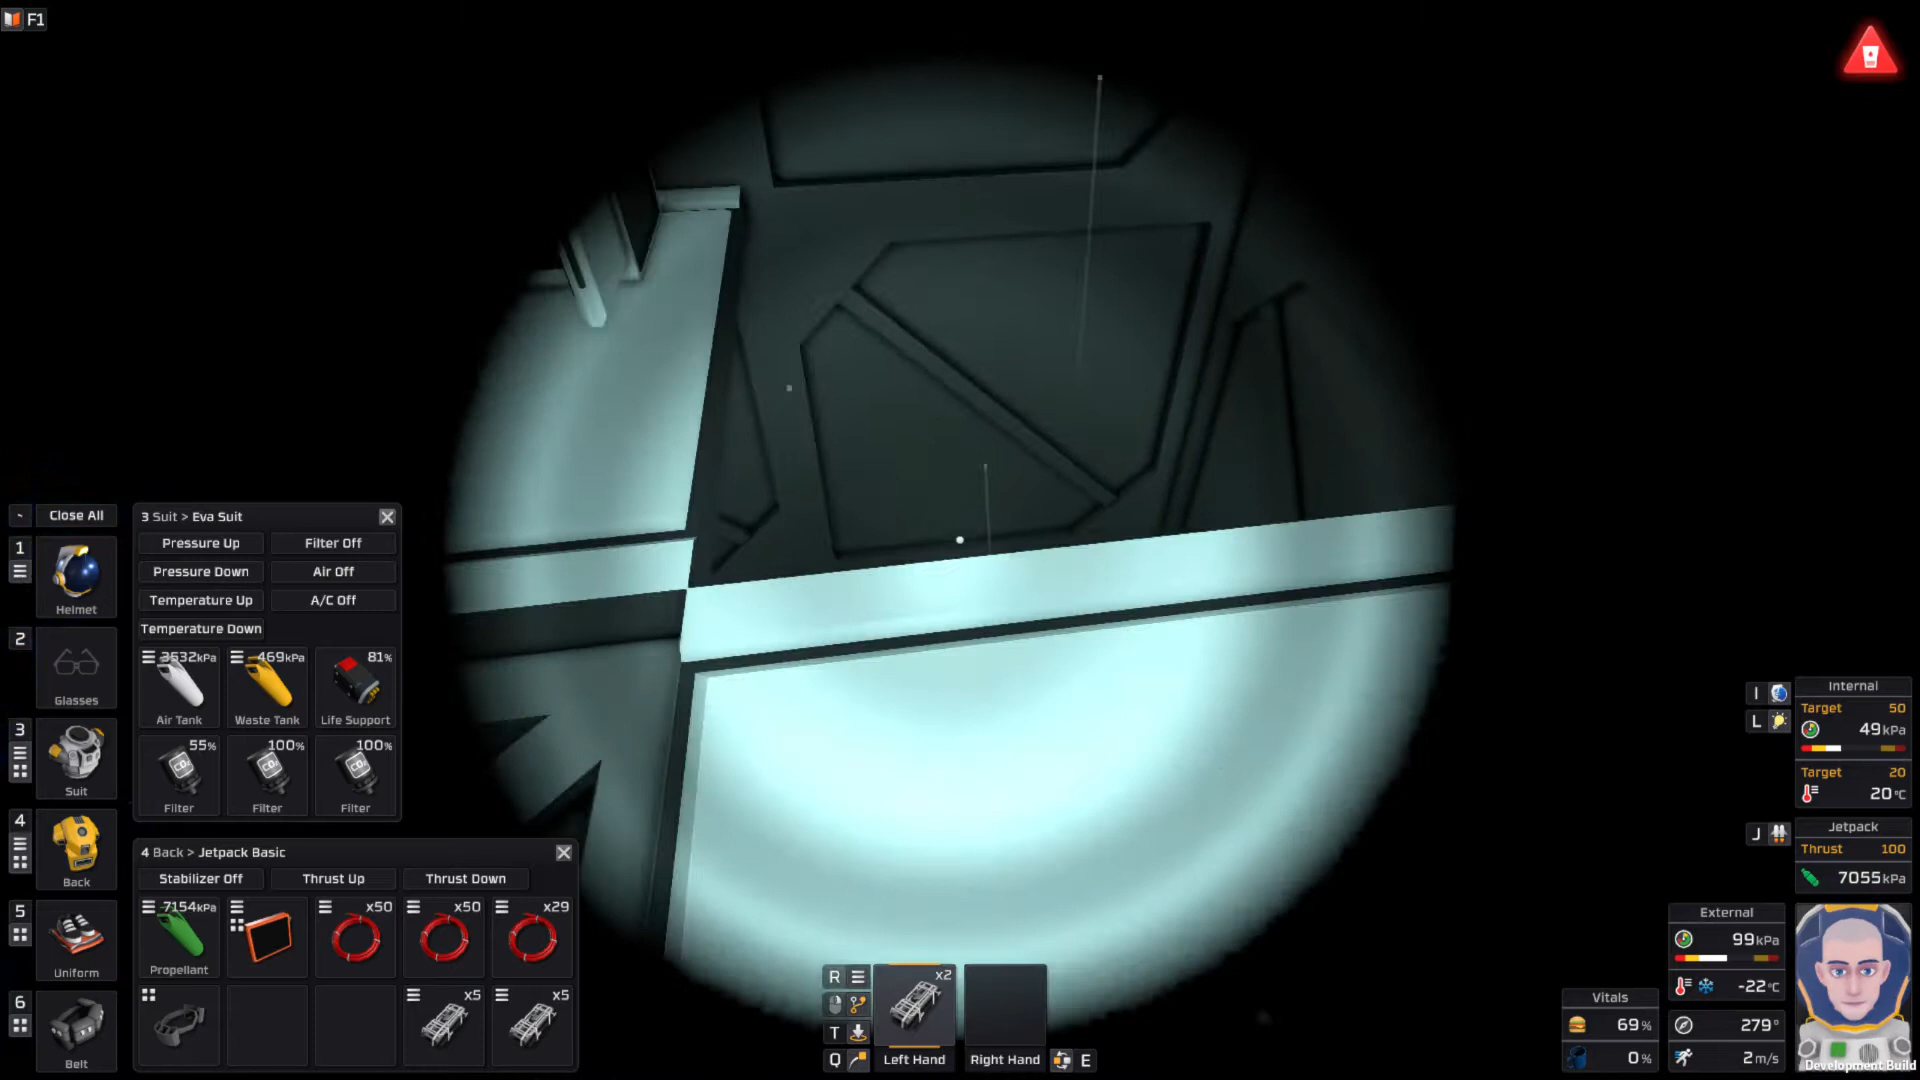 F1
~ Close All
1
Helmet
2
Glasses
3
Suit
4
Back
5
Uniform
6
Belt
3 Suit > Eva Suit
Pressure Up Filter Off
Pressure Down Air Off
Temperature Up A/C Off
Temperature Down
3532kPa 469kPa 81%
Air Tank Waste Tank Life Support
55% 100% 100%
CO₂ CO₂ CO₂
Filter Filter Filter
4 Back > Jetpack Basic
Stabilizer Off Thrust Up Thrust Down
7154kPa x50 x50 x29
Propellant
x5 x5
R x2
T
Q Left Hand Right Hand E
I Internal
Target 50
L 49kPa
Target 20
20°C
J Jetpack
Thrust 100
7055kPa
External
99kPa
-22°C
Vitals
69% 279°
0% 2m/s
Development Build